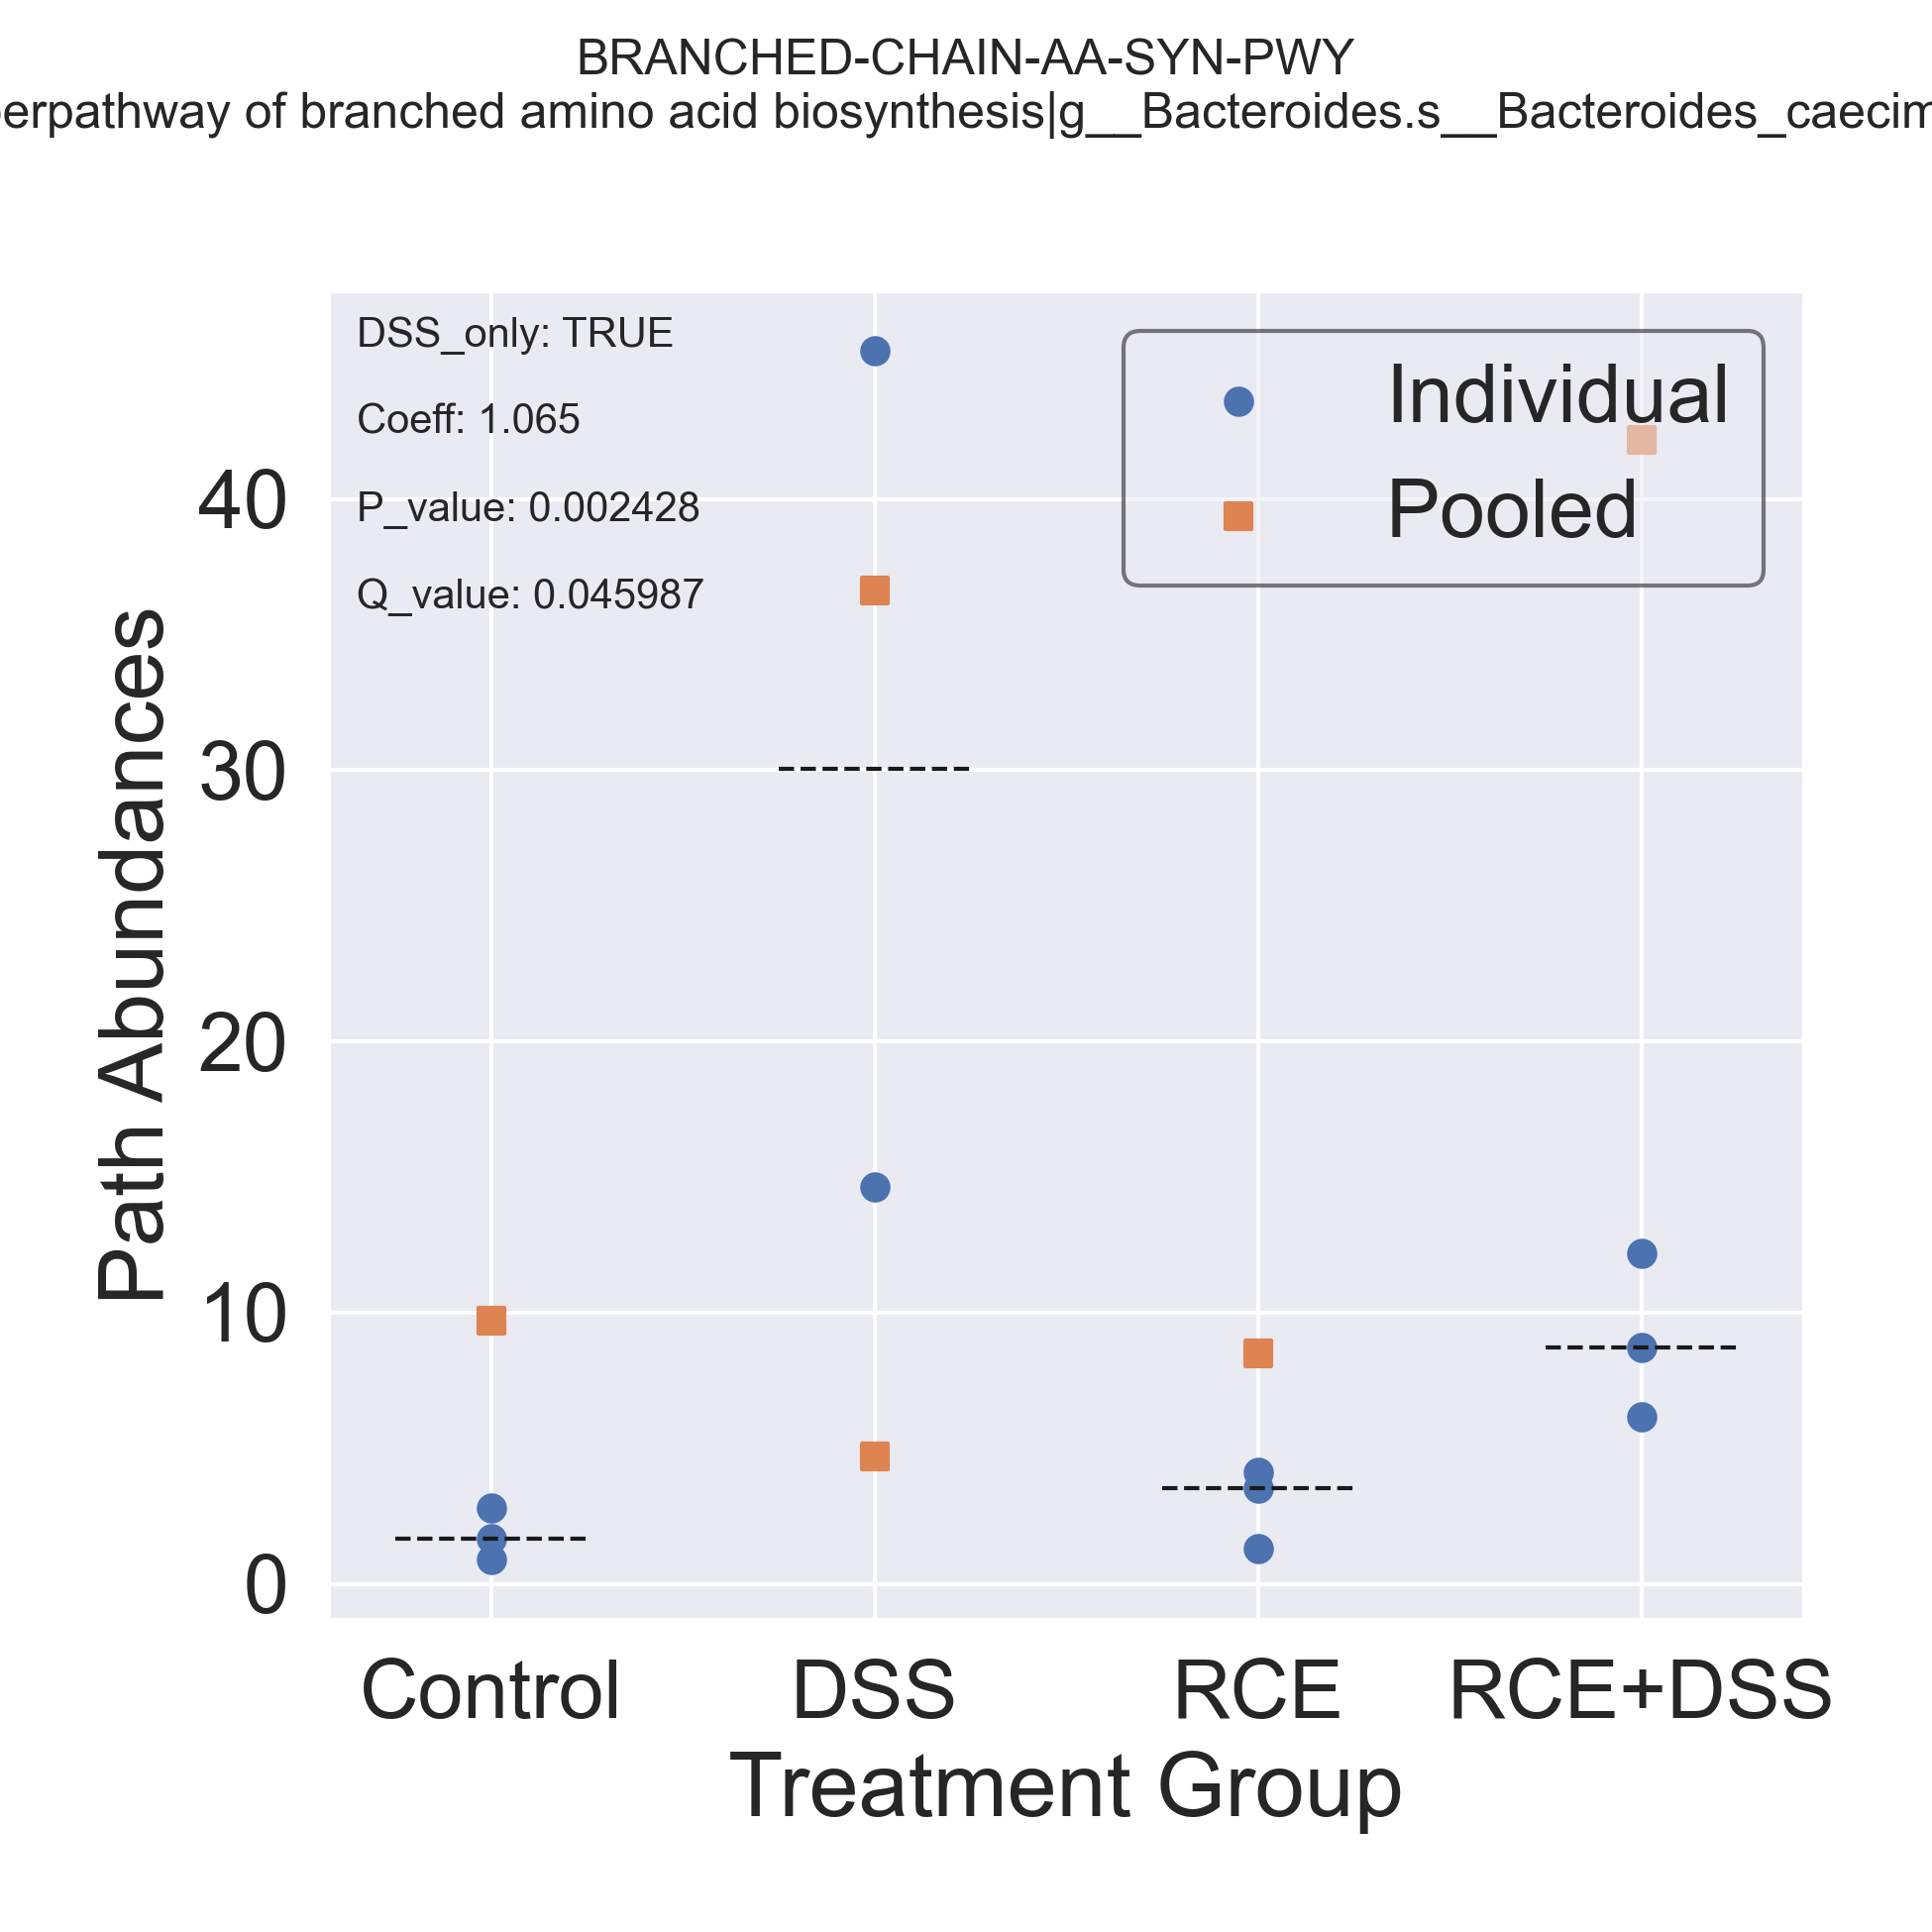 BRANCHED-CHAIN-AA-SYN-PWY
erpathway of branched amino acid biosynthesis|g__Bacteroides.s__Bacteroides_caecim
DSS_only: TRUE
Coeff: 1.065
P_value: 0.002428
Q_value: 0.045987
Individual
Pooled
Path Abundances
40
30
20
10
0
Control DSS RCE RCE+DSS
Treatment Group